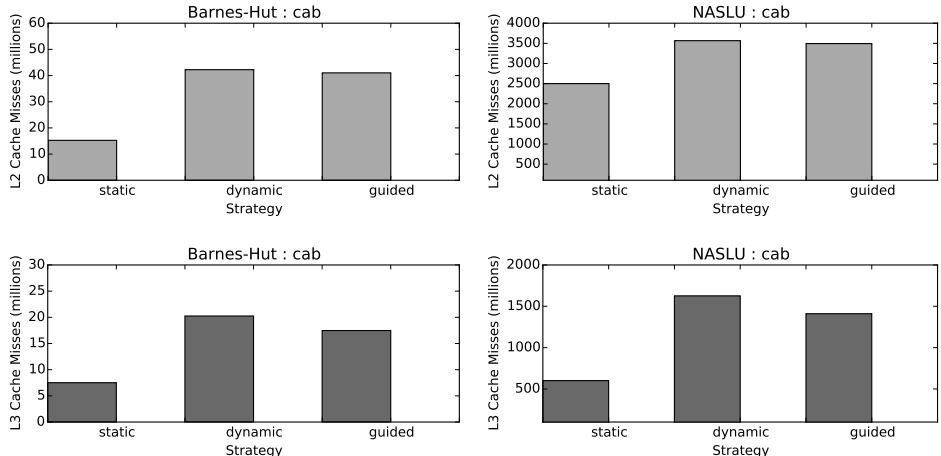 Barnes-Hut : cab
L2 Cache Misses (millions)
60
50
40
30
20
10
0
static dynamic guided
Strategy
NASLU : cab
L2 Cache Misses (millions)
4000
3500
3000
2500
2000
1500
1000
500
static dynamic guided
Strategy
Barnes-Hut : cab
L3 Cache Misses (millions)
30
25
20
15
10
5
0
static dynamic guided
Strategy
NASLU : cab
L3 Cache Misses (millions)
2000
1500
1000
500
static dynamic guided
Strategy